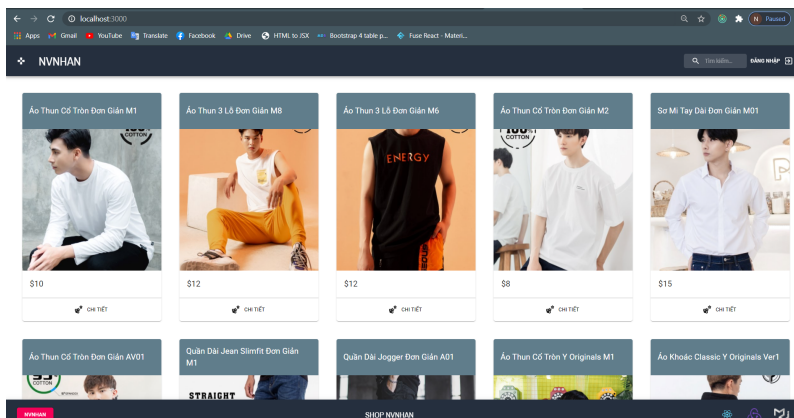 localhost:3000
N Paused
Apps Gmail YouTube Translate Facebook Drive HTML to JSX Bootstrap 4 table p... Fuse React - Materi...
NVNHAN
Tìm kiếm...
ĐĂNG NHẬP
Áo Thun Cổ Tròn Đơn Giản M1
Áo Thun 3 Lỗ Đơn Giản M8
Áo Thun 3 Lỗ Đơn Giản M6
Áo Thun Cổ Tròn Đơn Giản M2
Sơ Mi Tay Dài Đơn Giản M01
COTTON
ENERGY
COTTON
$10
$12
$12
$8
$15
CHI TIẾT
CHI TIẾT
CHI TIẾT
CHI TIẾT
CHI TIẾT
Áo Thun Cổ Tròn Đơn Giản AV01
Quần Dài Jean Slimfit Đơn Giản
M1
Quần Dài Jogger Đơn Giản A01
Áo Thun Cổ Tròn Y Originals M1
Áo Khoác Classic Y Originals Ver1
COTTON
STRAIGHT
NVNHAN
SHOP NVNHAN